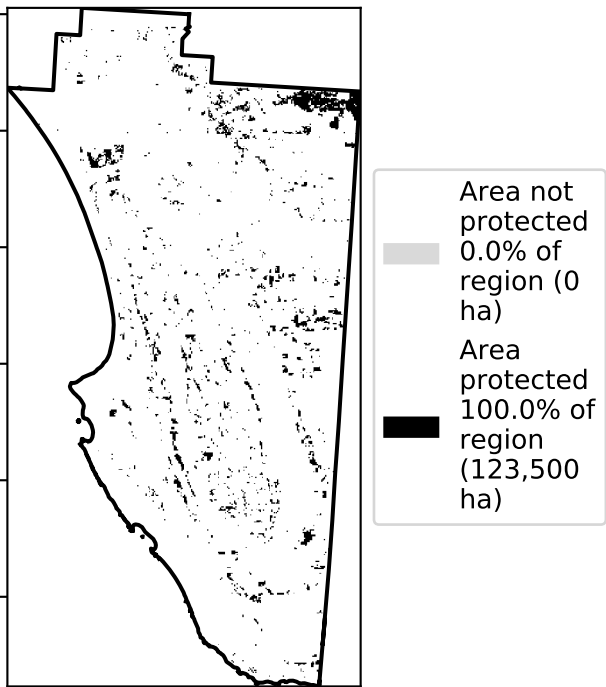 Area not
protected
0.0% of
region (0
ha)
Area
protected
100.0% of
region
(123,500
ha)